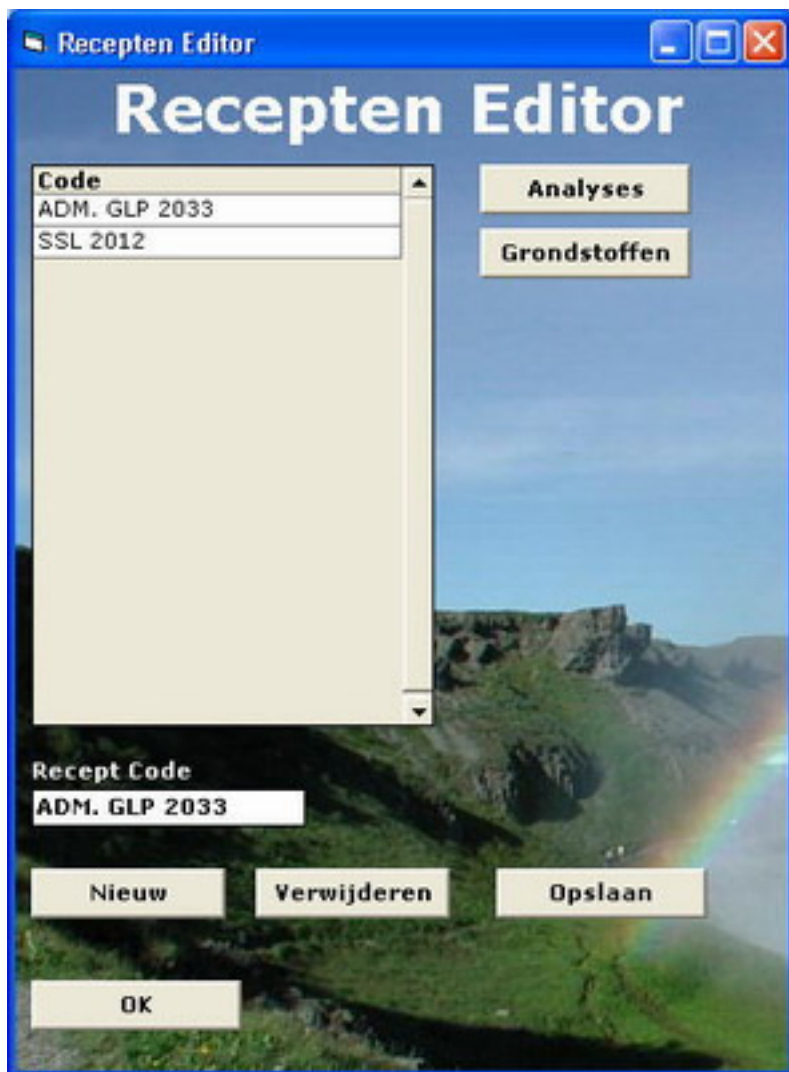 Recepten Editor
Recepten Editor
Code
ADM. GLP 2033
SSL 2012
Analyses
Grondstoffen
Recept Code
ADM. GLP 2033
Nieuw
Verwijderen
Opslaan
OK